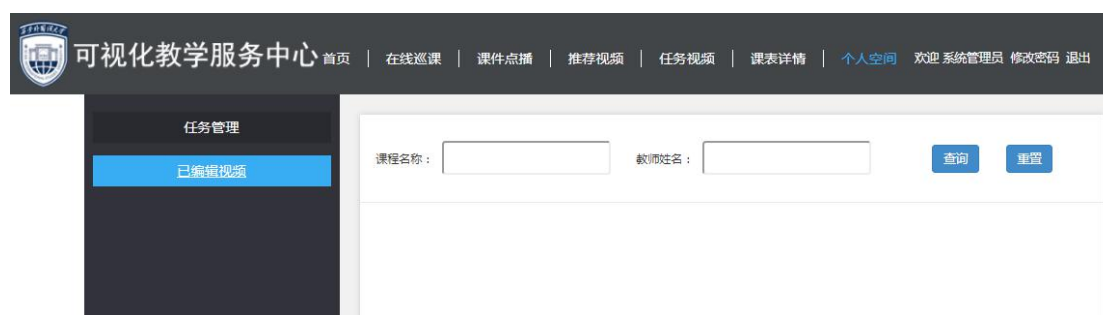 可视化教学服务中心 首页 | 在线巡课 | 课件点播 | 推荐视频 | 任务视频 | 课表详情 | 个人空间 欢迎 系统管理员 修改密码 退出
任务管理
已编辑视频
课程名称: 教师姓名: 查询 重置